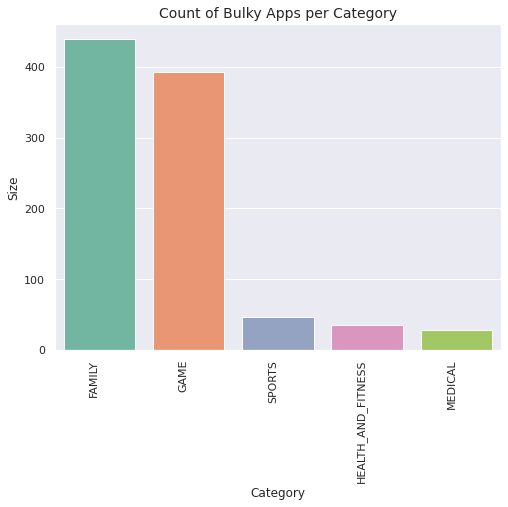 Count of Bulky Apps per Category
Size
400
300
200
100
0
FAMILY
GAME
SPORTS
HEALTH_AND_FITNESS
MEDICAL
Category